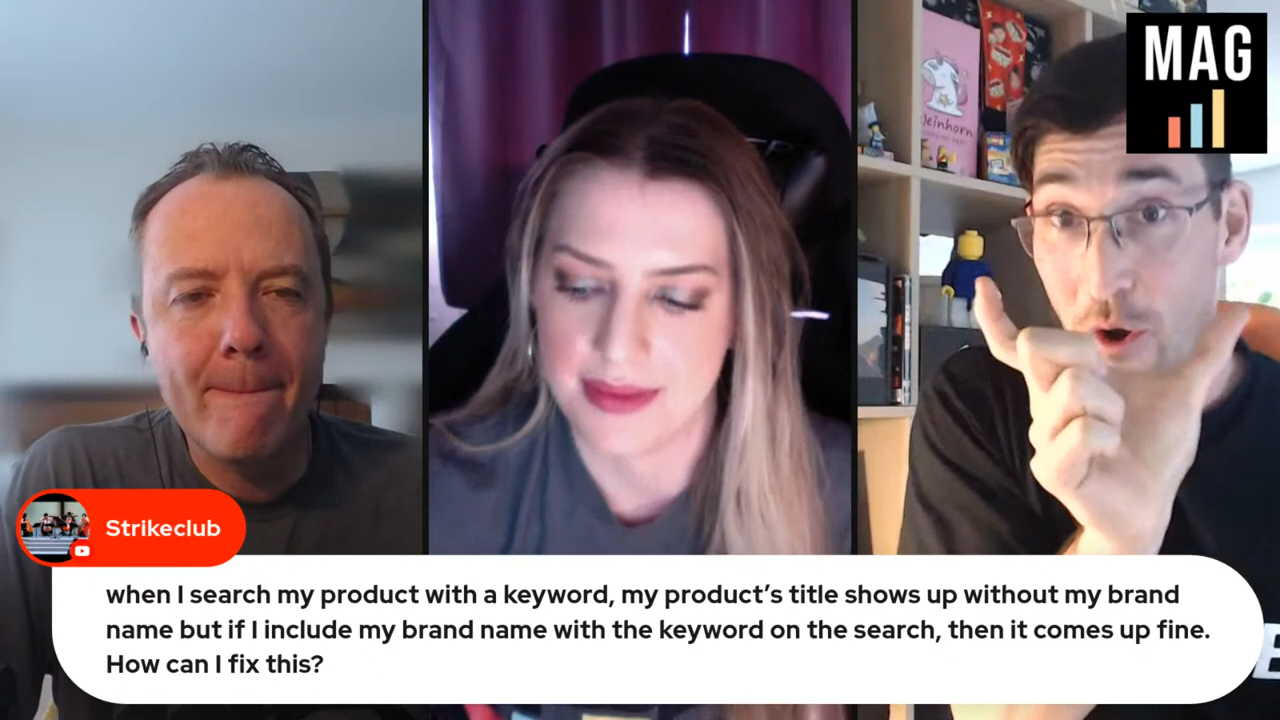 MAG
einhorn
Strikeclub
when I search my product with a keyword, my product's title shows up without my brand
name but if I include my brand name with the keyword on the search, then it comes up fine.
How can I fix this?